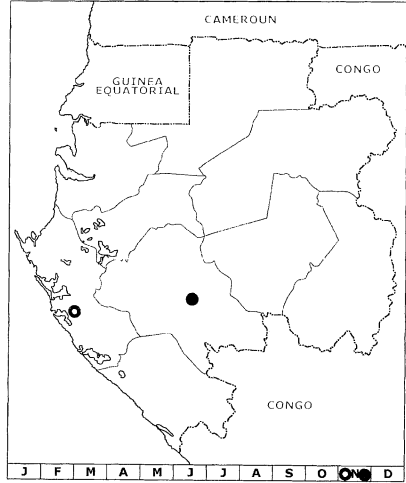 CAMEROUN
CONGO
GUINEA
EQUATORIAL
CONGO
J F M A M J J A S O N D